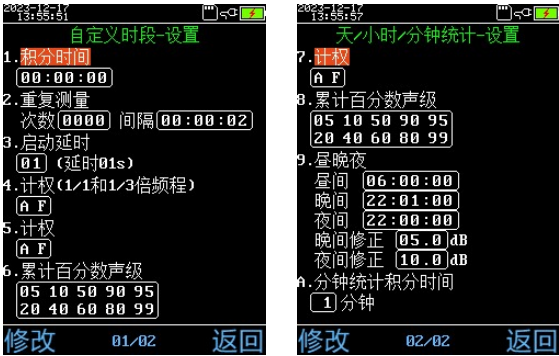 2023-12-17
13:55:51
自定义时段-设置
1.积分时间
00:00:00
2.重复测量
次数0000 间隔00:00:02
3.启动延时
01 (延时01s)
4.计权(1/1和1/3倍频程)
A F
5.计权
A F
6.累计百分数声级
05 10 50 90 95
20 40 60 80 99
修改 01/02 返回
2023-12-17
13:55:57
天/小时/分钟统计-设置
7.计权
A F
8.累计百分数声级
05 10 50 90 95
20 40 60 80 99
9.昼晚夜
昼间 06:00:00
晚间 22:01:00
夜间 22:00:00
晚间修正 05.0dB
夜间修正 10.0dB
A.分钟统计积分时间
1 分钟
修改 02/02 返回